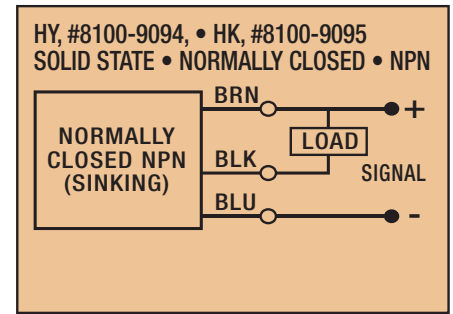 HY, #8100-9094, • HK, #8100-9095
SOLID STATE • NORMALLY CLOSED • NPN
BRN
+
NORMALLY
CLOSED NPN
(SINKING)
LOAD
BLK
SIGNAL
BLU
-